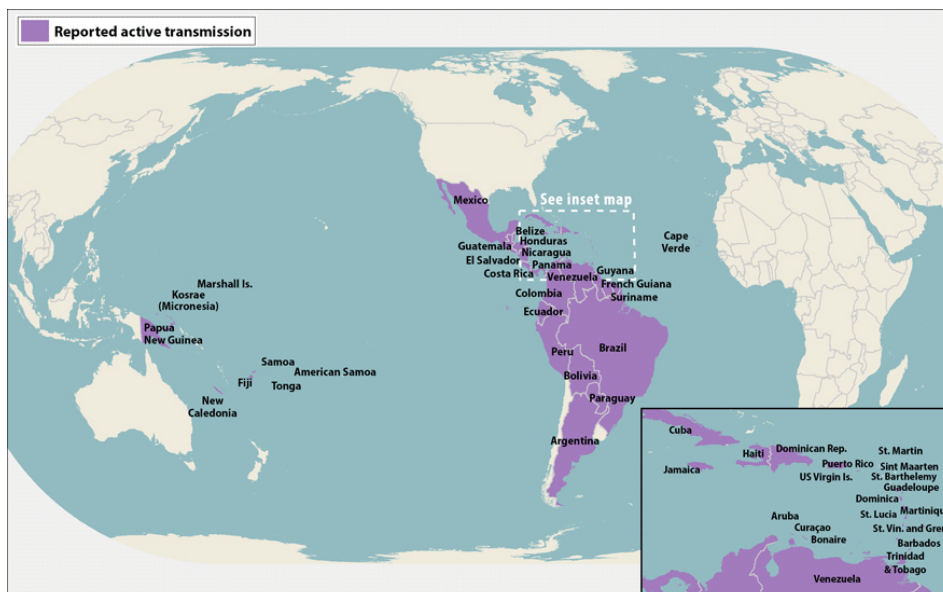 Reported active transmission
See inset map
Mexico
Belize
Guatemala
Honduras
Nicaragua
El Salvador
Panama
Costa Rica
Venezuela
Guyana
French Guiana
Suriname
Cape
Verde
Colombia
Ecuador
Peru
Brazil
Bolivia
Paraguay
Argentina
Marshall Is.
Kosrae
(Micronesia)
Papua
New Guinea
Samoa
American Samoa
Fiji
Tonga
New
Caledonia
Cuba
Haiti
Dominican Rep.
Jamaica
Puerto Rico
US Virgin Is.
St. Martin
Sint Maarten
St. Barthelemy
Guadeloupe
Dominica
Martiniqu
St. Lucia
St. Vin. and Gren
Barbados
Aruba
Curaçao
Bonaire
Trinidad
& Tobago
Venezuela